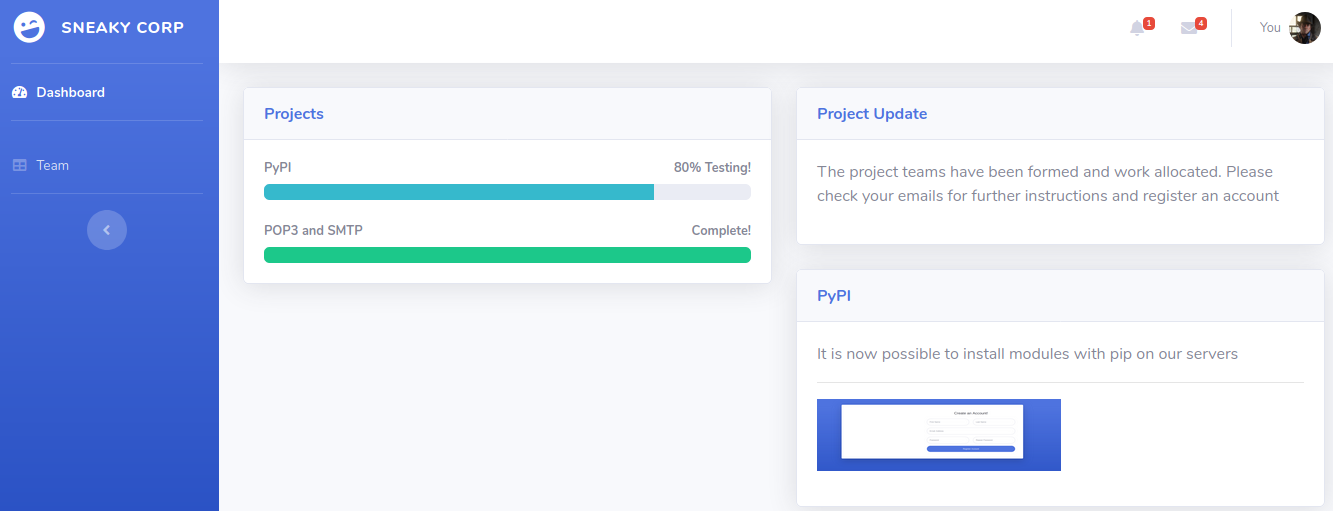 SNEAKY CORP
1
4
You
Dashboard
Team
Projects
PyPI
80% Testing!
POP3 and SMTP
Complete!
Project Update
The project teams have been formed and work allocated. Please
check your emails for further instructions and register an account
PyPI
It is now possible to install modules with pip on our servers
Create an Account!